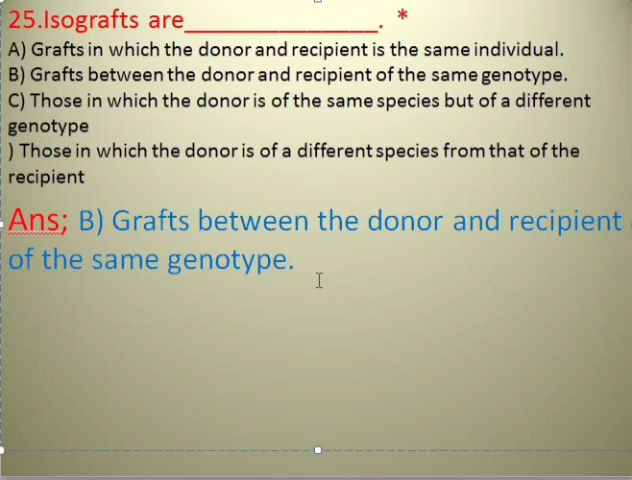 25.Isografts are_______________. *
A) Grafts in which the donor and recipient is the same individual.
B) Grafts between the donor and recipient of the same genotype.
C) Those in which the donor is of the same species but of a different
genotype
) Those in which the donor is of a different species from that of the
recipient
Ans; B) Grafts between the donor and recipient
of the same genotype.